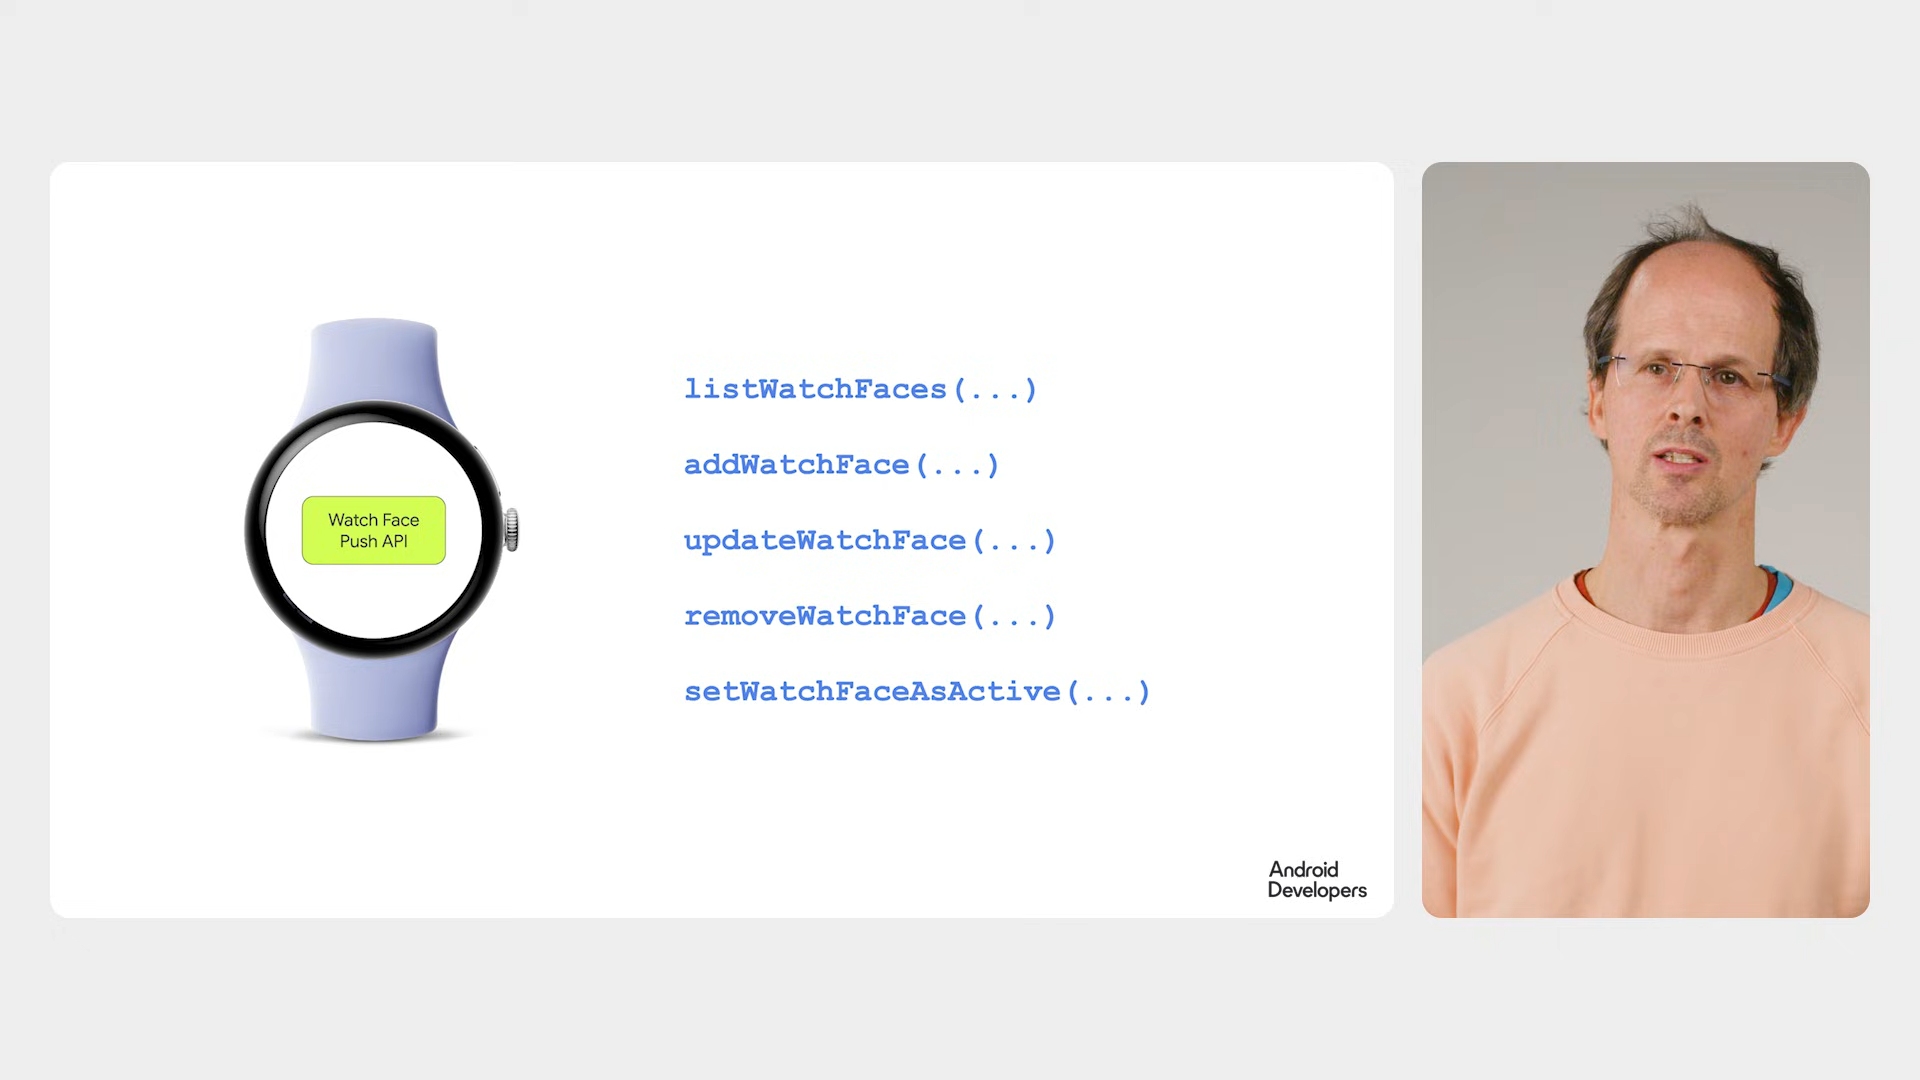 Watch Face
Push API
listWatchFaces(...)
addWatchFace(...)
updateWatchFace(...)
removeWatchFace(...)
setWatchFaceAsActive(...)
Android
Developers